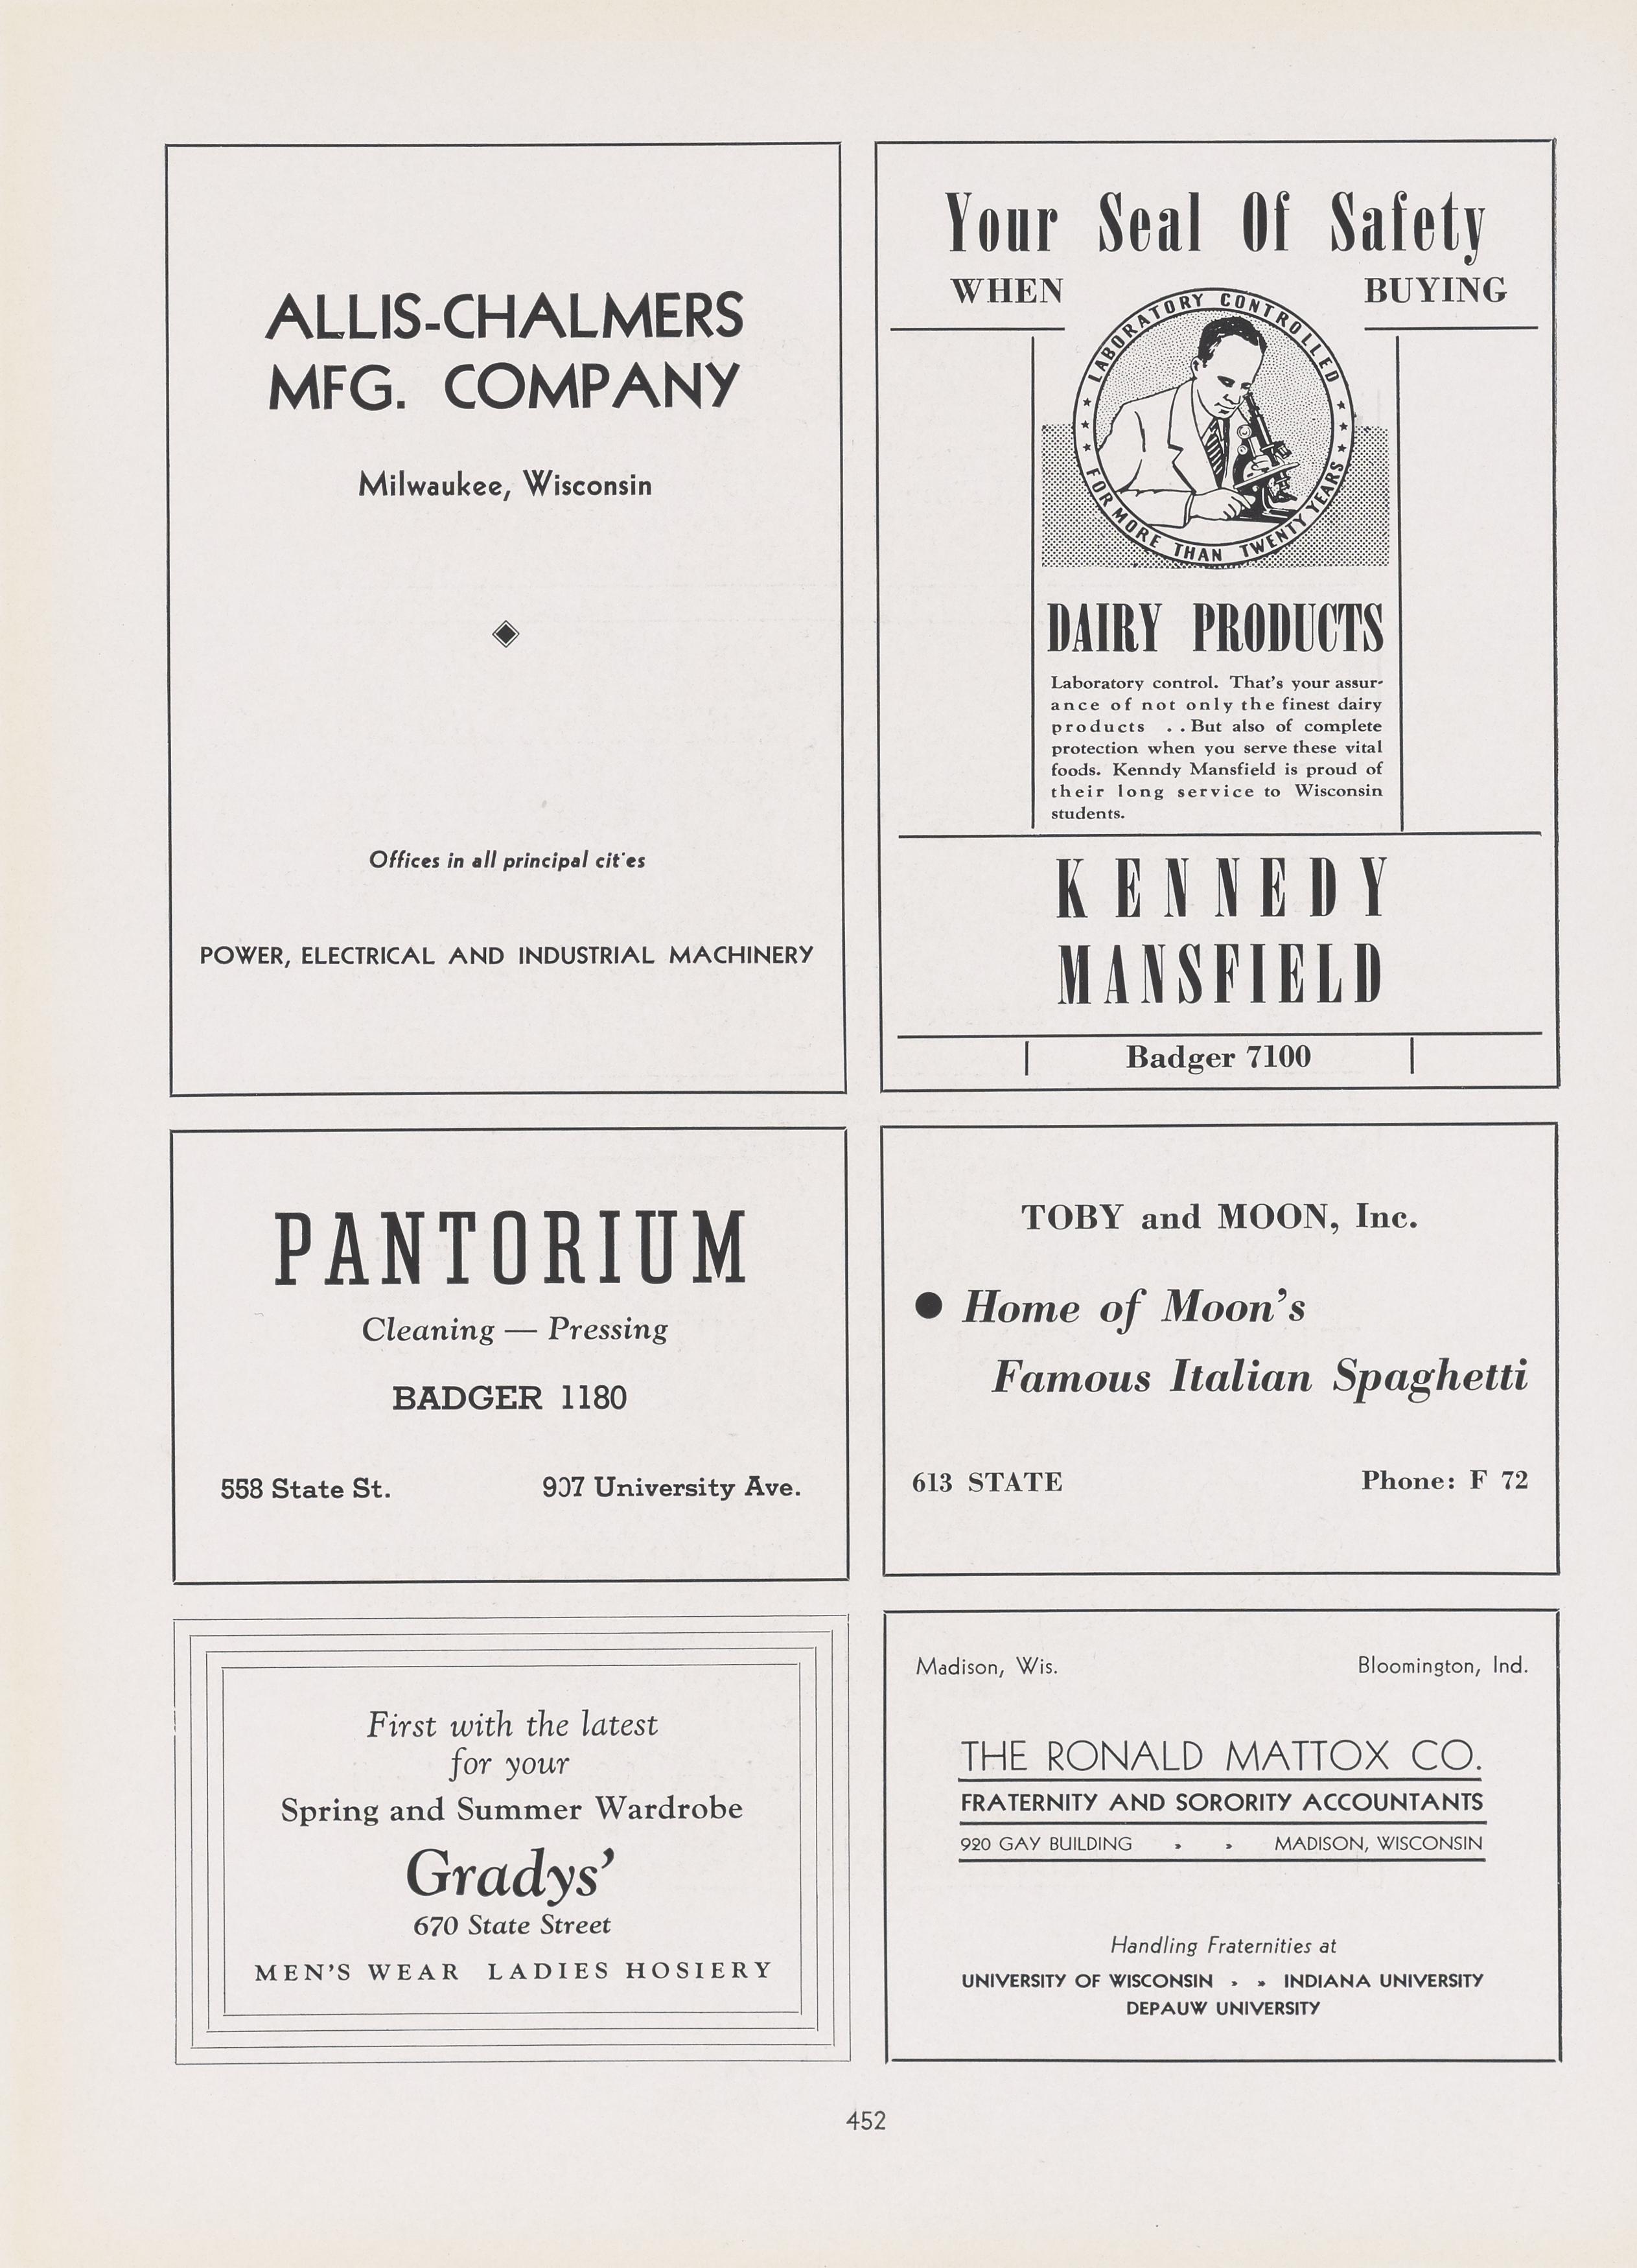 ALLIS-CHALMERS
MFG. COMPANY
Milwaukee, Wisconsin
Offices in all principal cit'es
POWER, ELECTRICAL AND INDUSTRIAL MACHINERY
Your Seal Of Safety
WHEN BUYING
LABORATORY CONTROLLED
FOR MORE THAN TWENTY YEARS
DAIRY PRODUCTS
Laboratory control. That's your assur-
ance of not only the finest dairy
products . . But also of complete
protection when you serve these vital
foods. Kenndy Mansfield is proud of
their long service to Wisconsin
students.
KENNEDY
MANSFIELD
Badger 7100
PANTORIUM
Cleaning — Pressing
BADGER 1180
558 State St. 907 University Ave.
TOBY and MOON, Inc.
● Home of Moon's
Famous Italian Spaghetti
613 STATE Phone: F 72
First with the latest
for your
Spring and Summer Wardrobe
Gradys'
670 State Street
MEN'S WEAR LADIES HOSIERY
Madison, Wis. Bloomington, Ind.
THE RONALD MATTOX CO.
FRATERNITY AND SORORITY ACCOUNTANTS
920 GAY BUILDING » » MADISON, WISCONSIN
Handling Fraternities at
UNIVERSITY OF WISCONSIN » » INDIANA UNIVERSITY
DEPAUW UNIVERSITY
452